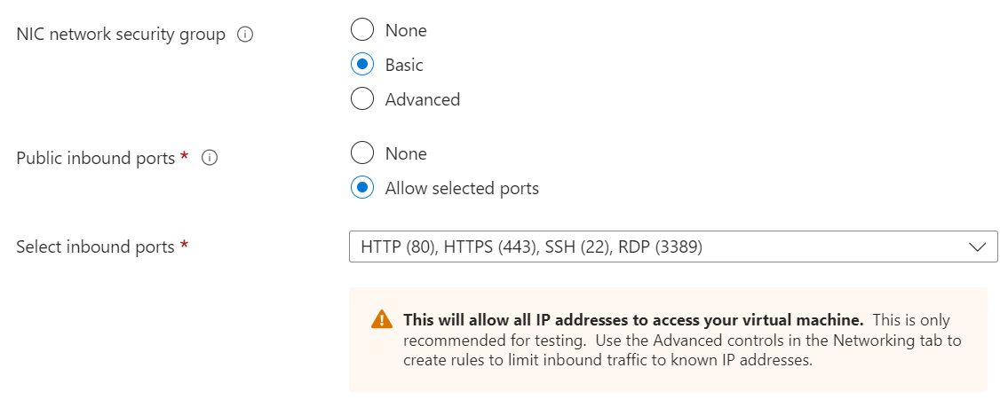 NIC network security group
None
Basic
Advanced
Public inbound ports *
None
Allow selected ports
Select inbound ports *
HTTP (80), HTTPS (443), SSH (22), RDP (3389)
This will allow all IP addresses to access your virtual machine. This is only
recommended for testing. Use the Advanced controls in the Networking tab to
create rules to limit inbound traffic to known IP addresses.